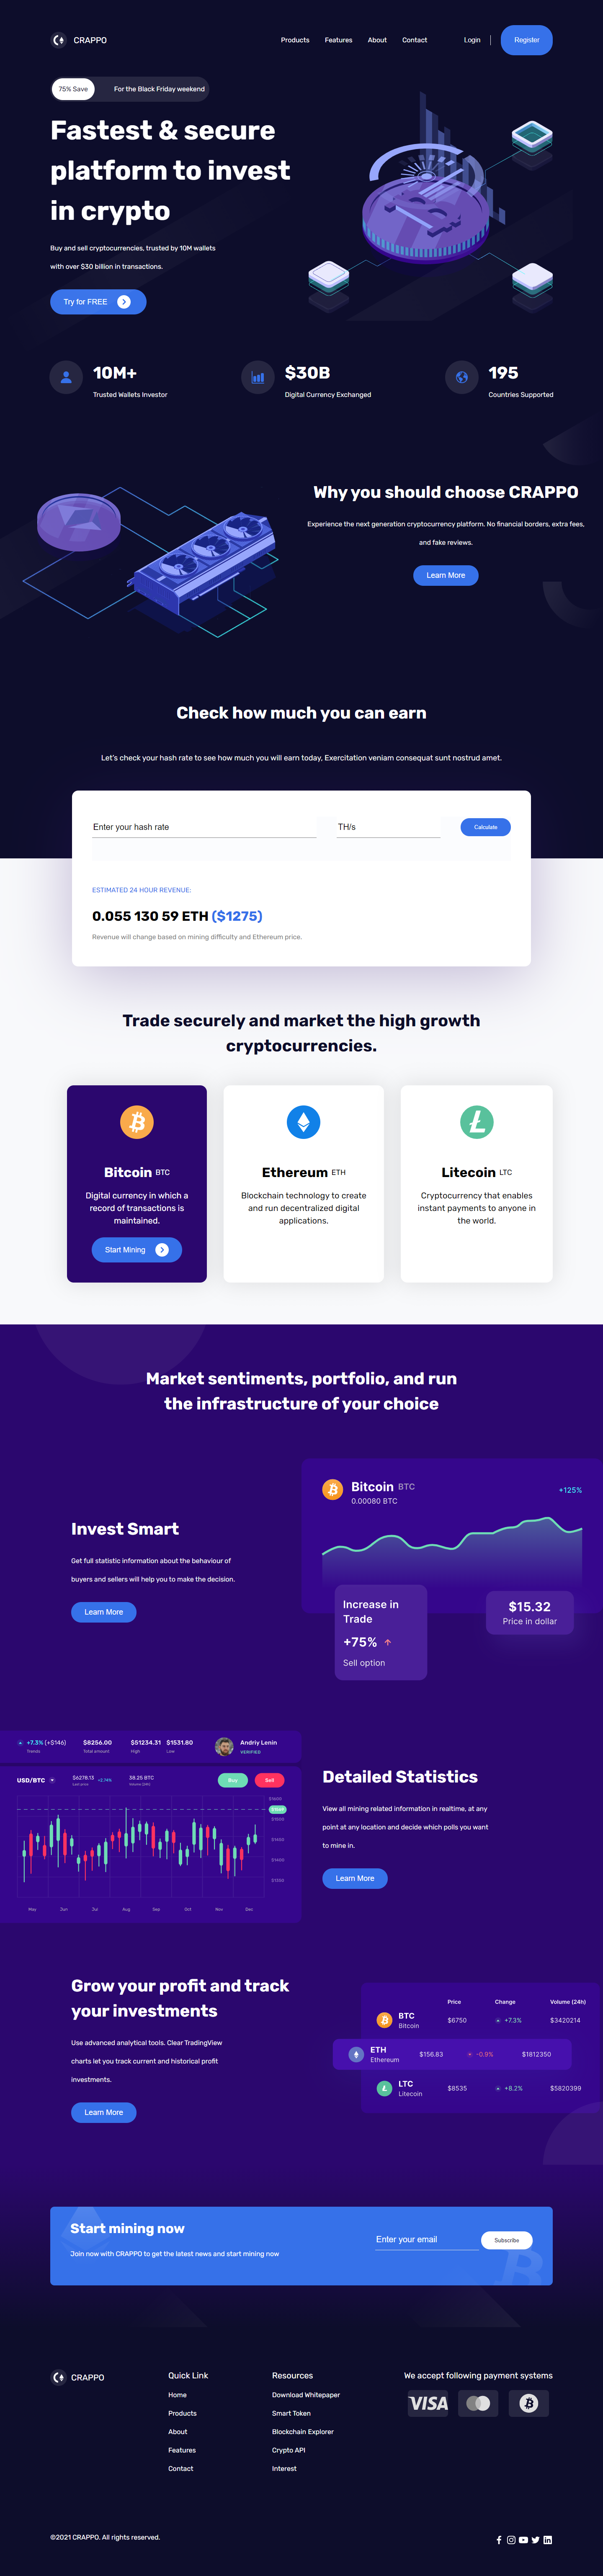 CRAPPO
Products Features About Contact Login Register
75% Save For the Black Friday weekend
Fastest & secure
platform to invest
in crypto
Buy and sell cryptocurrencies, trusted by 10M wallets
with over $30 billion in transactions.
Try for FREE
10M+
Trusted Wallets Investor
$30B
Digital Currency Exchanged
195
Countries Supported
Why you should choose CRAPPO
Experience the next generation cryptocurrency platform. No financial borders, extra fees,
and fake reviews.
Learn More
Check how much you can earn
Let's check your hash rate to see how much you will earn today, Exercitation veniam consequat sunt nostrud amet.
Enter your hash rate TH/s Calculate
ESTIMATED 24 HOUR REVENUE:
0.055 130 59 ETH ($1275)
Revenue will change based on mining difficulty and Ethereum price.
Trade securely and market the high growth
cryptocurrencies.
Bitcoin BTC
Digital currency in which a
record of transactions is
maintained.
Start Mining
Ethereum ETH
Blockchain technology to create
and run decentralized digital
applications.
Litecoin LTC
Cryptocurrency that enables
instant payments to anyone in
the world.
Market sentiments, portfolio, and run
the infrastructure of your choice
Invest Smart
Get full statistic information about the behaviour of
buyers and sellers will help you to make the decision.
Learn More
Bitcoin BTC
0.00080 BTC
+125%
Increase in
Trade
+75%
Sell option
$15.32
Price in dollar
+7.3% (+$146) $8256.00 $51234.31 $1531.80 Andriy Lenin
Trends Total amount High Low VERIFIED
USD/BTC $6278.13 +2.14% 38.25 BTC Buy Sell
Last price Volume (24h)
$1600
$1500
$1450
$1400
$1350
May Jun Jul Aug Sep Oct Nov Dec
Detailed Statistics
View all mining related information in realtime, at any
point at any location and decide which polls you want
to mine in.
Learn More
Grow your profit and track
your investments
Use advanced analytical tools. Clear TradingView
charts let you track current and historical profit
investments.
Learn More
Price Change Volume (24h)
BTC
Bitcoin
$6750 +7.3% $3420214
ETH
Ethereum
$156.83 -0.9% $1812350
LTC
Litecoin
$8535 +8.2% $5820399
Start mining now
Join now with CRAPPO to get the latest news and start mining now
Enter your email Subscribe
CRAPPO
Quick Link
Home
Products
About
Features
Contact
Resources
Download Whitepaper
Smart Token
Blockchain Explorer
Crypto API
Interest
We accept following payment systems
VISA
©2021 CRAPPO. All rights reserved.